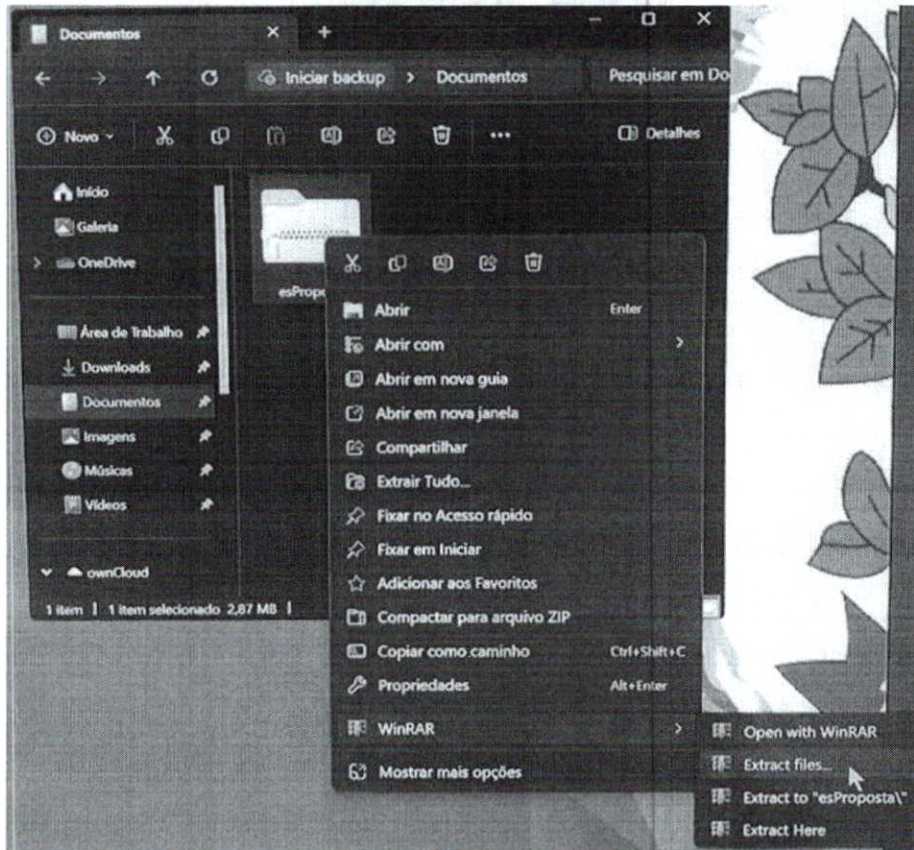 Documentos
Iniciar backup > Documentos Pesquisar em Do
Novo Detalhes
Início
Galeria
OneDrive
Área de Trabalho
Downloads
Documentos
Imagens
Músicas
Vídeos
ownCloud
1 item | 1 item selecionado 2,87 MB |
esPropo
Abrir Enter
Abrir com >
Abrir em nova guia
Abrir em nova janela
Compartilhar
Extrair Tudo...
Fixar no Acesso rápido
Fixar em Iniciar
Adicionar aos Favoritos
Compactar para arquivo ZIP
Copiar como caminho Ctrl+Shift+C
Propriedades Alt+Enter
WinRAR >
Mostrar mais opções
Open with WinRAR
Extract files...
Extract to "esProposta\"
Extract Here